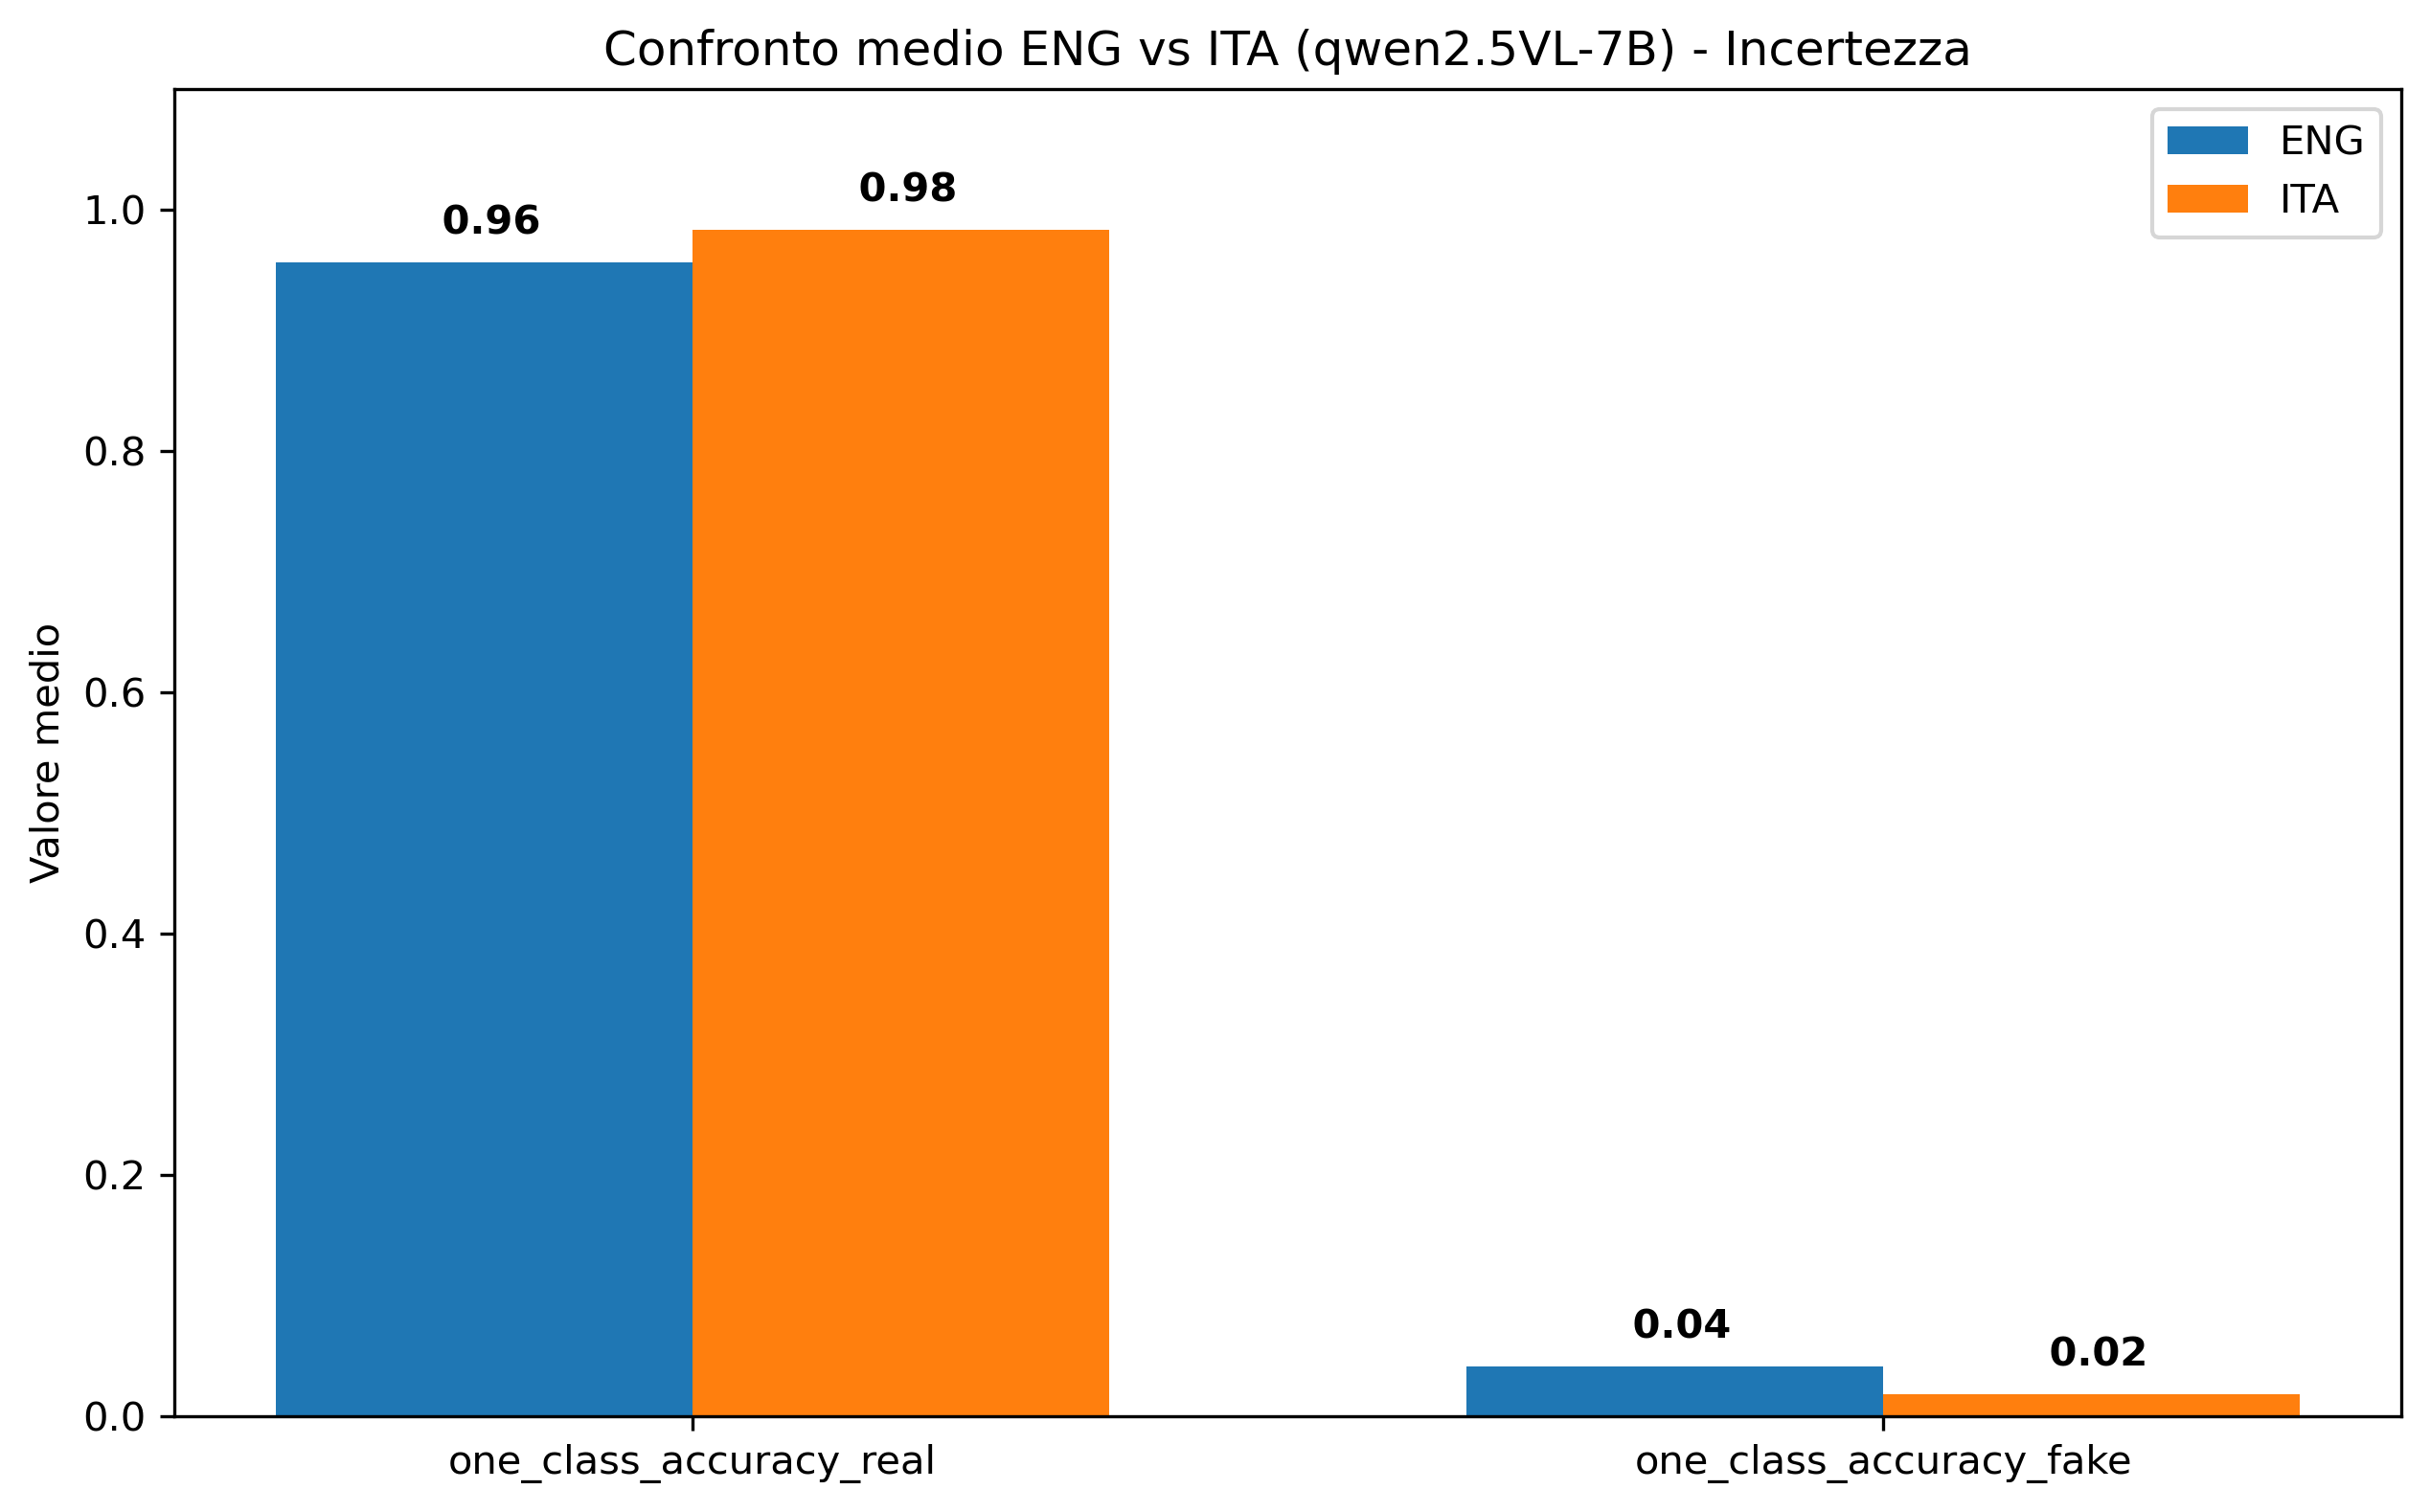 Confronto medio ENG vs ITA (qwen2.5VL-7B) - Incertezza
ENG
ITA
Valore medio
1.0
0.8
0.6
0.4
0.2
0.0
0.96
0.98
0.04
0.02
one_class_accuracy_real
one_class_accuracy_fake